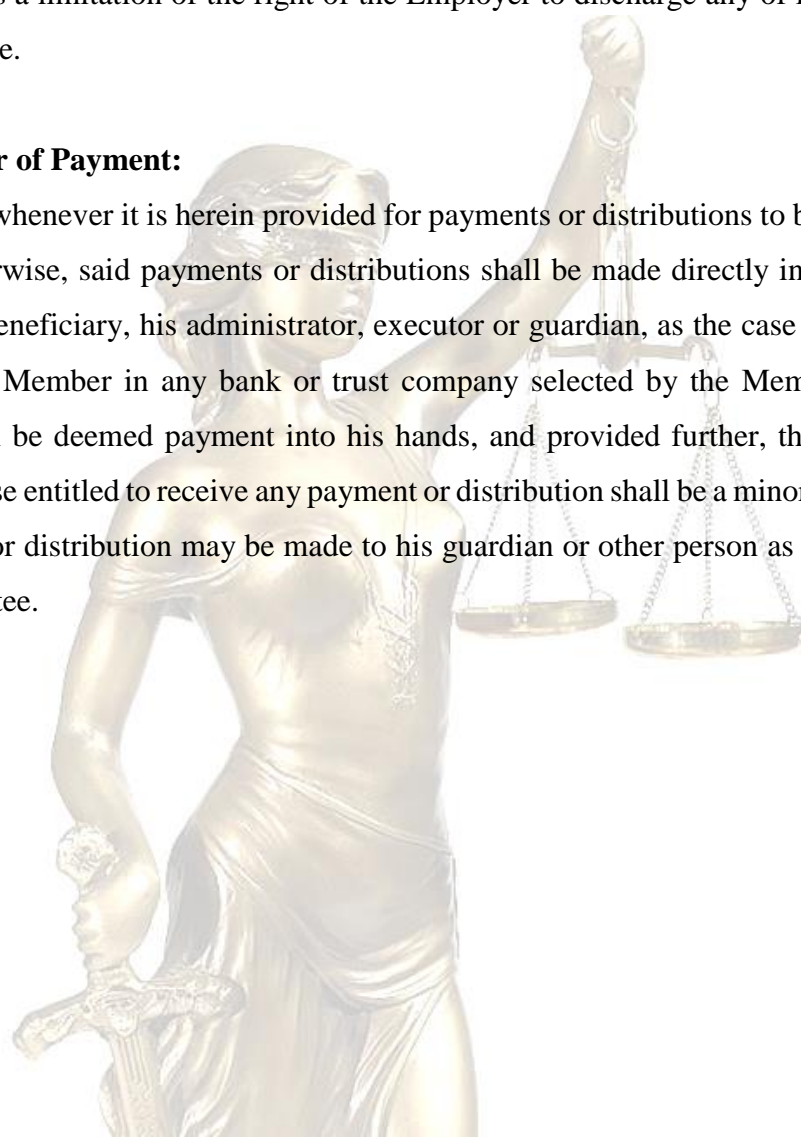 s a limitation of the right of the Employer to discharge any of
e.
r of Payment:
whenever it is herein provided for payments or distributions to b
rwise, said payments or distributions shall be made directly in
eneficiary, his administrator, executor or guardian, as the case
Member in any bank or trust company selected by the Mem
be deemed payment into his hands, and provided further, th
se entitled to receive any payment or distribution shall be a minor
or distribution may be made to his guardian or other person as
tee.